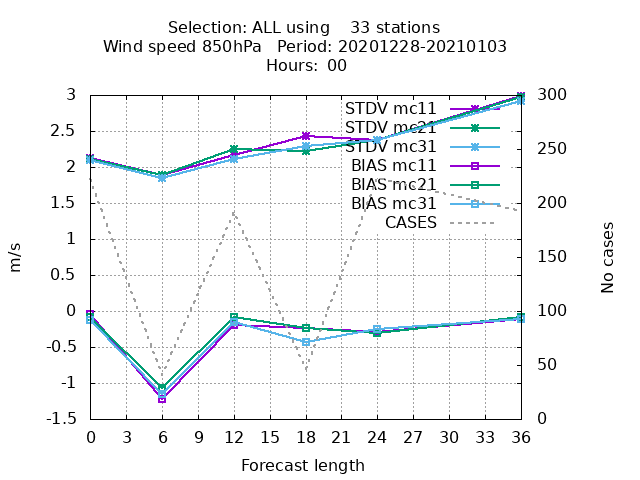 Selection: ALL using    33 stations
Wind speed 850hPa   Period: 20201228-20210103
Hours:  00
3
2.5
2
1.5
1
0.5
0
-0.5
-1
-1.5
m/s
STDV mc11
STDV mc21
STDV mc31
BIAS mc11
BIAS mc21
BIAS mc31
CASES
300
250
200
150
100
50
0
No cases
0 3 6 9 12 15 18 21 24 27 30 33 36
Forecast length